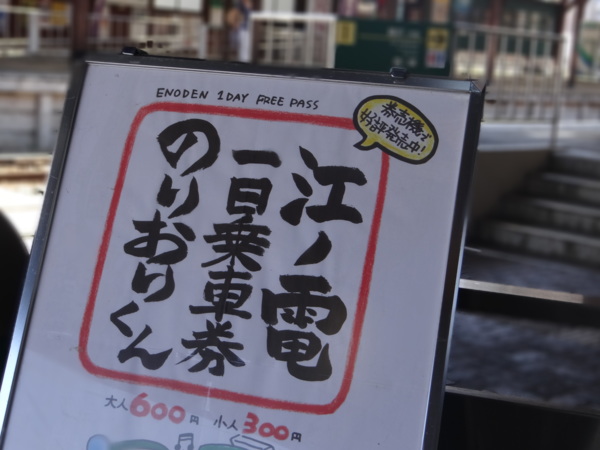 ENODEN 1DAY FREE PASS
券売機で
好評発売中!
江ノ電
一日乗車券
のりおりくん
大人600円 小人300円